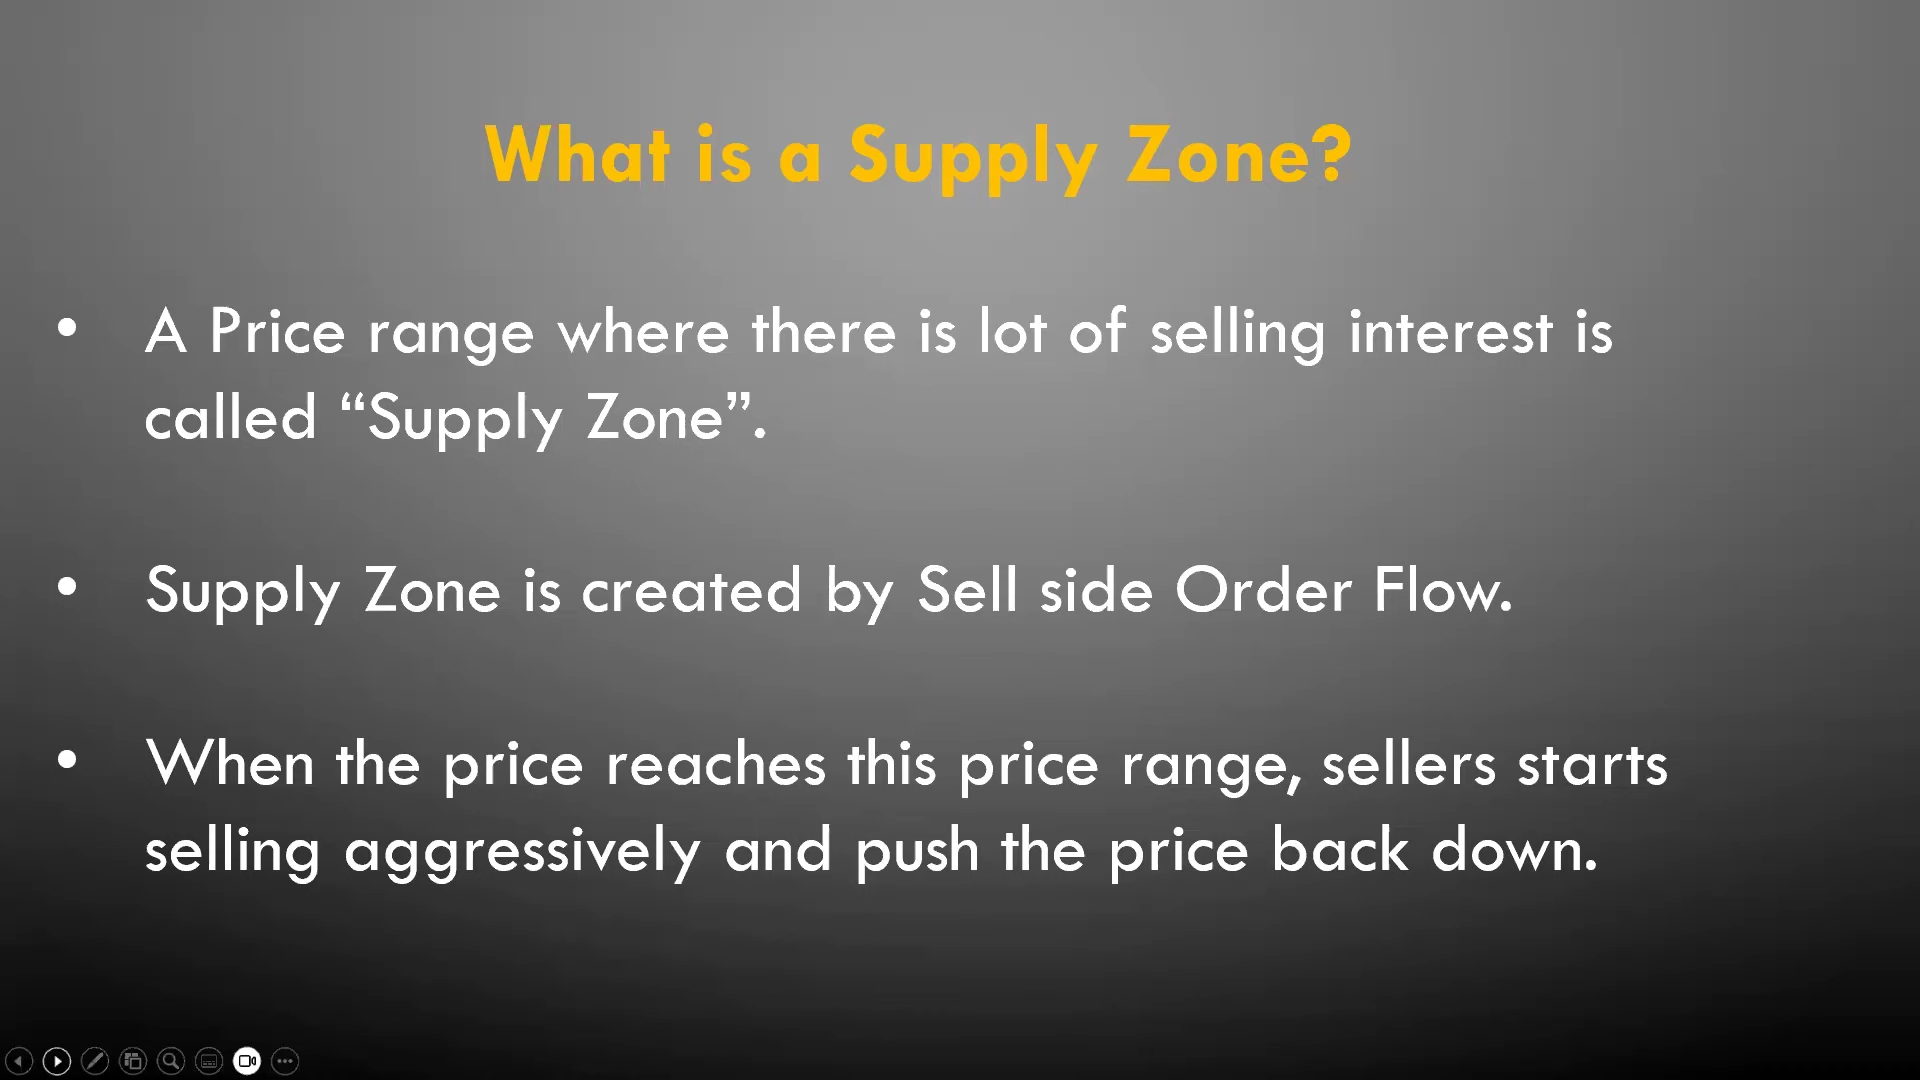 What is a Supply Zone?
• A Price range where there is lot of selling interest is
called “Supply Zone”.
• Supply Zone is created by Sell side Order Flow.
• When the price reaches this price range, sellers starts
selling aggressively and push the price back down.